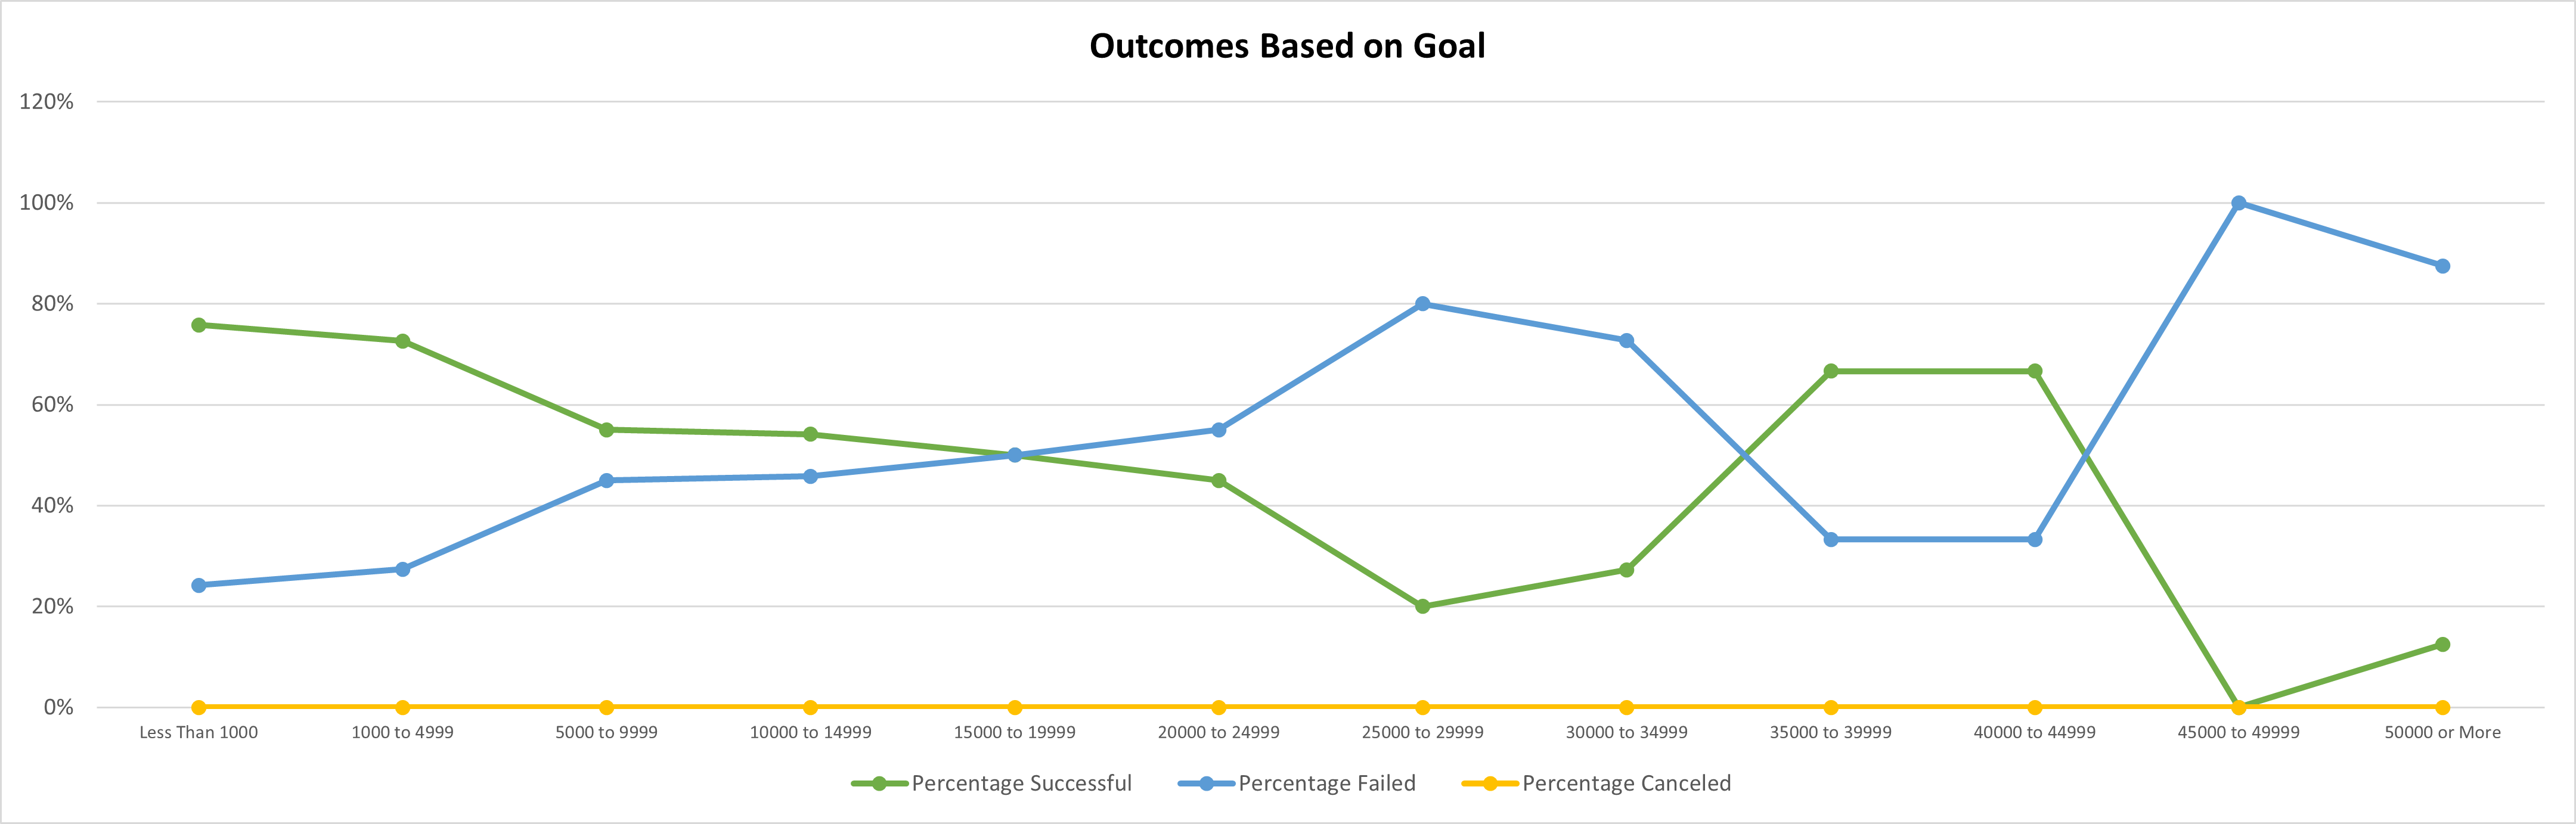 Outcomes Based on Goal
120%
100%
80%
60%
40%
20%
0%
Less Than 1000 1000 to 4999 5000 to 9999 10000 to 14999 15000 to 19999 20000 to 24999 25000 to 29999 30000 to 34999 35000 to 39999 40000 to 44999 45000 to 49999 50000 or More
Percentage Successful Percentage Failed Percentage Canceled